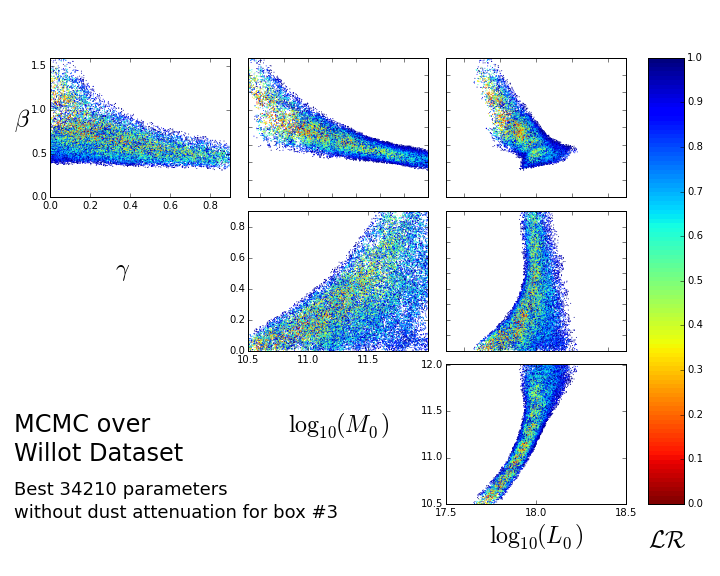 1.5
1.0
β
0.5
0.0
0.0 0.2 0.4 0.6 0.8
γ
0.8
0.6
0.4
0.2
0.0
10.5 11.0 11.5
log₁₀(M₀)
12.0
11.5
11.0
10.5
17.5 18.0 18.5
log₁₀(L₀)
1.0
0.9
0.8
0.7
0.6
0.5
0.4
0.3
0.2
0.1
0.0
ℒℛ
MCMC over
Willot Dataset
Best 34210 parameters
without dust attenuation for box #3